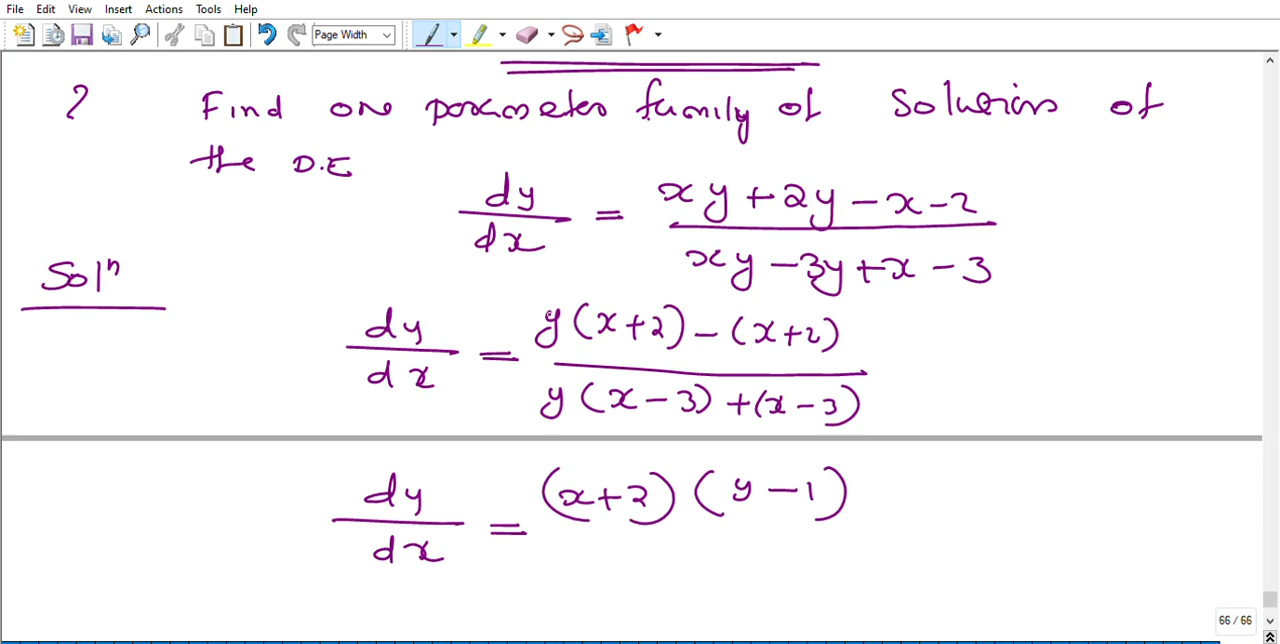 File Edit View Insert Actions Tools Help
Page Width
2 Find one parameter family of Solutions of
the D.E
dy/dx = (xy + 2y - x - 2)/(xy - 3y + x - 3)
Solⁿ
dy/dx = (y(x+2) - (x+2))/(y(x-3) + (x-3))
dy/dx = (x+2)(y-1)
66 / 66